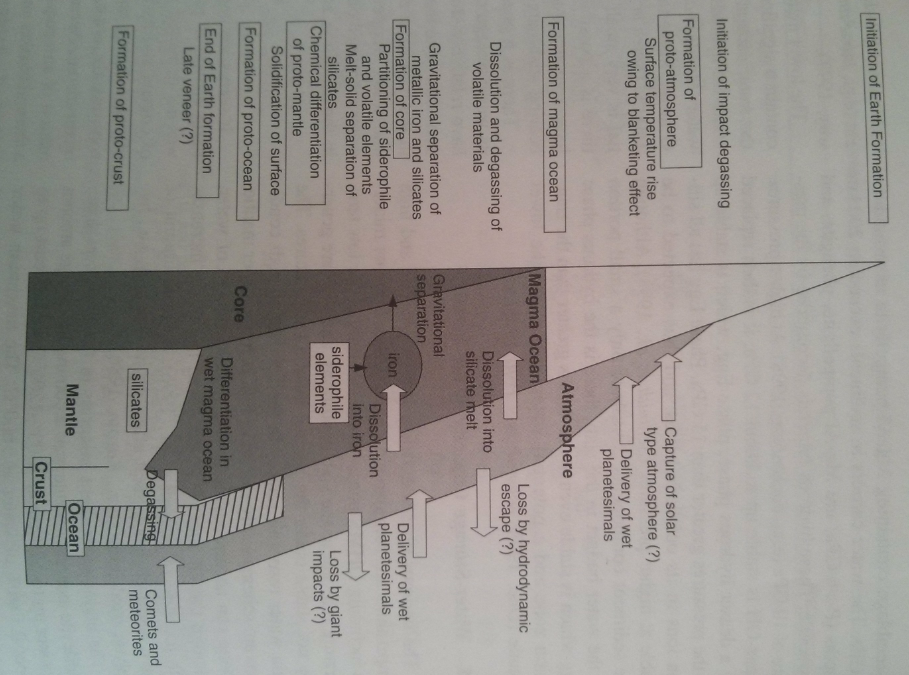 Initiation of Earth Formation
Initiation of impact degassing
Formation of
proto-atmosphere
Surface temperature rise
owing to blanketing effect
Formation of magma ocean
Dissolution and degassing of
volatile materials
Gravitational separation of
metallic iron and silicates
Formation of core
Partitioning of siderophile
and volatile elements
Melt-solid separation of
silicates
Chemical differentiation
of proto-mantle
Solidification of surface
Formation of proto-ocean
End of Earth formation
Late veneer (?)
Formation of proto-crust
Capture of solar
type atmosphere (?)
Delivery of wet
planetesimals
Atmosphere
Magma Ocean
Loss by hydrodynamic
escape (?)
Dissolution into
silicate melt
Gravitational
separation
iron
Dissolution
into iron
Delivery of wet
planetesimals
siderophile
elements
Loss by giant
impacts (?)
Core
Differentiation in
wet magma ocean
silicates
Degassing
Comets and
meteorites
Mantle
Ocean
Crust